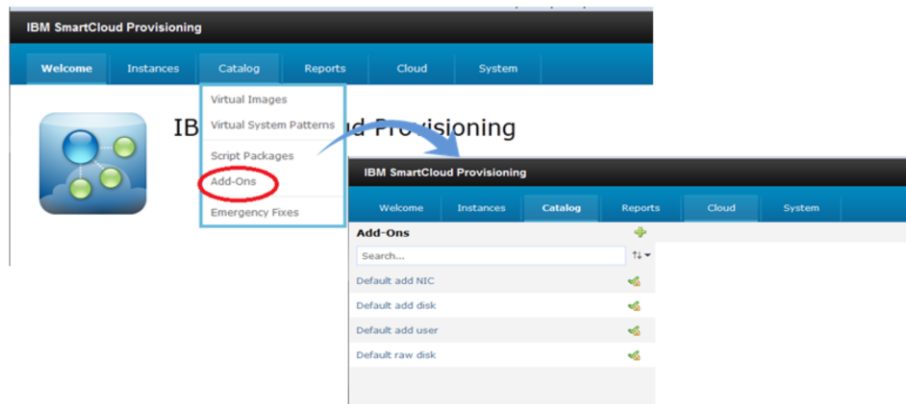 IBM SmartCloud Provisioning
Welcome Instances Catalog Reports Cloud System
Virtual Images
Virtual System Patterns
Script Packages
Add-Ons
Emergency Fixes
IB d Provisioning
IBM SmartCloud Provisioning
Welcome Instances Catalog Reports Cloud System
Add-Ons
Search...
Default add NIC
Default add disk
Default add user
Default raw disk